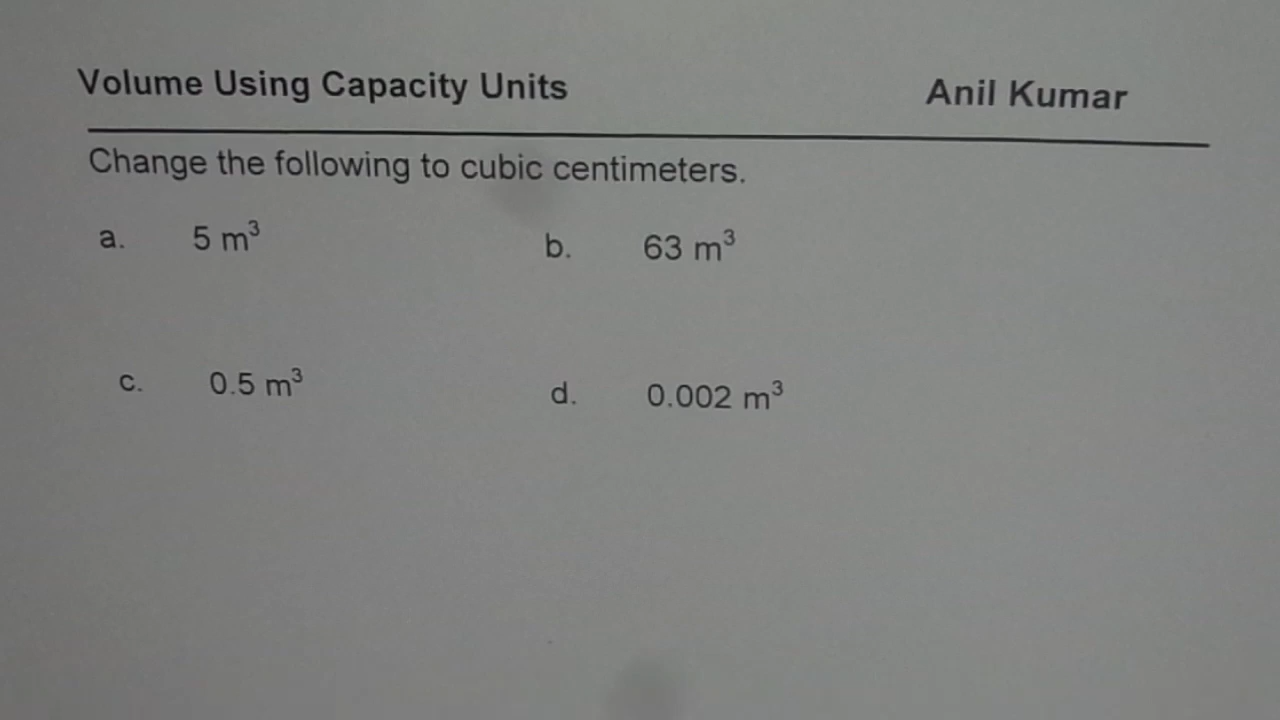 Volume Using Capacity Units Anil Kumar
Change the following to cubic centimeters.
a. 5 m³ b. 63 m³
c. 0.5 m³ d. 0.002 m³